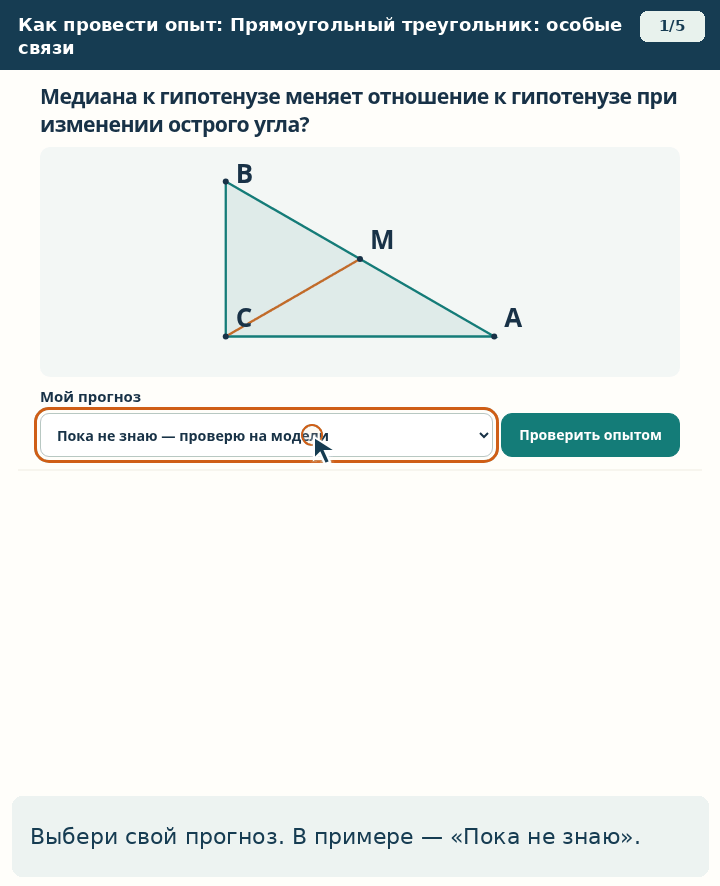 Как провести опыт: Прямоугольный треугольник: особые
связи
1/5
Медиана к гипотенузе меняет отношение к гипотенузе при
изменении острого угла?
B
M
C
A
Мой прогноз
Пока не знаю — проверю на модели
Проверить опытом
Выбери свой прогноз. В примере — «Пока не знаю».